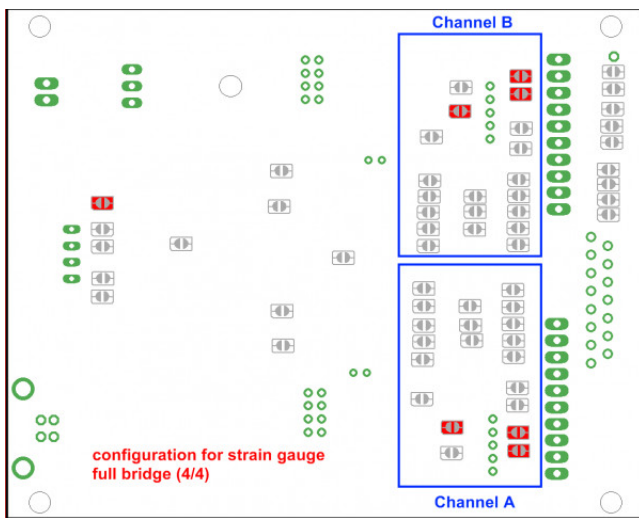 Channel B
configuration for strain gauge
full bridge (4/4)
Channel A